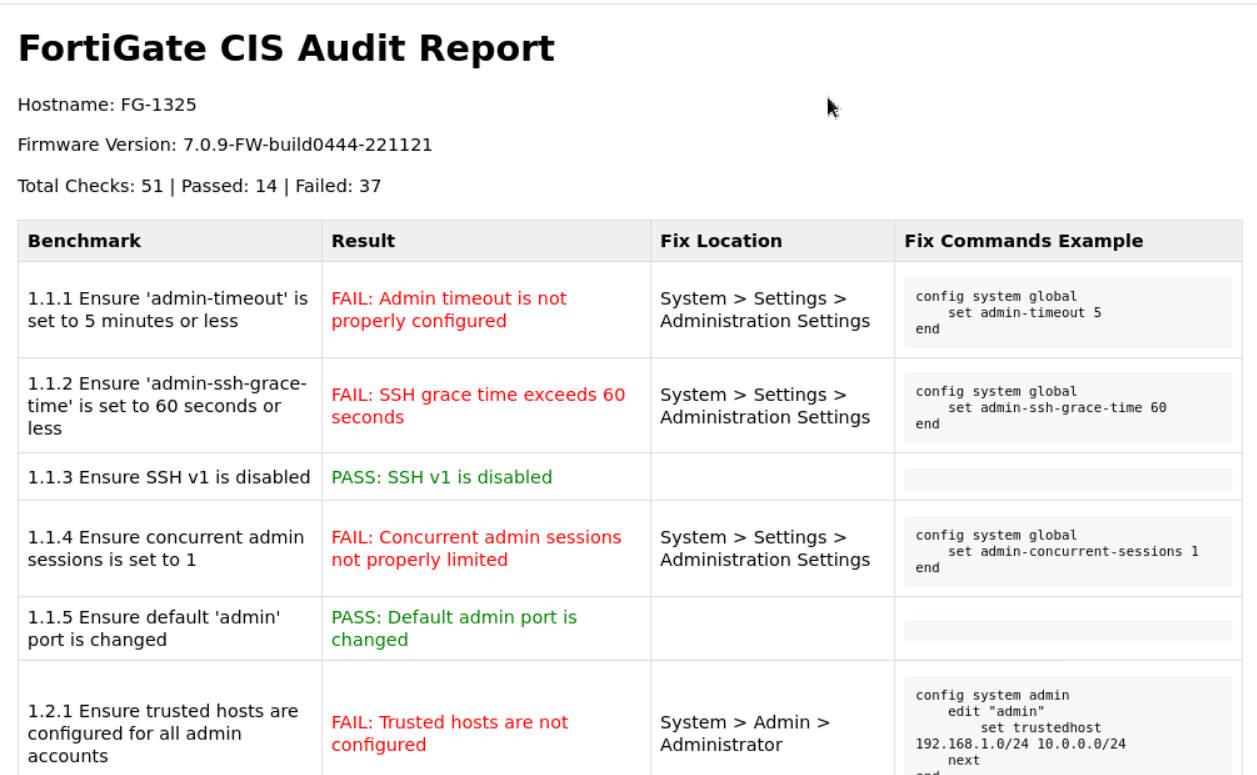 FortiGate CIS Audit Report
Hostname: FG-1325
Firmware Version: 7.0.9-FW-build0444-221121
Total Checks: 51 | Passed: 14 | Failed: 37
Benchmark
Result
Fix Location
Fix Commands Example
1.1.1 Ensure 'admin-timeout' is
set to 5 minutes or less
FAIL: Admin timeout is not
properly configured
System > Settings >
Administration Settings
config system global
    set admin-timeout 5
end
1.1.2 Ensure 'admin-ssh-grace-
time' is set to 60 seconds or
less
FAIL: SSH grace time exceeds 60
seconds
System > Settings >
Administration Settings
config system global
    set admin-ssh-grace-time 60
end
1.1.3 Ensure SSH v1 is disabled
PASS: SSH v1 is disabled
1.1.4 Ensure concurrent admin
sessions is set to 1
FAIL: Concurrent admin sessions
not properly limited
System > Settings >
Administration Settings
config system global
    set admin-concurrent-sessions 1
end
1.1.5 Ensure default 'admin'
port is changed
PASS: Default admin port is
changed
1.2.1 Ensure trusted hosts are
configured for all admin
accounts
FAIL: Trusted hosts are not
configured
System > Admin >
Administrator
config system admin
    edit "admin"
        set trustedhost
192.168.1.0/24 10.0.0.0/24
    next